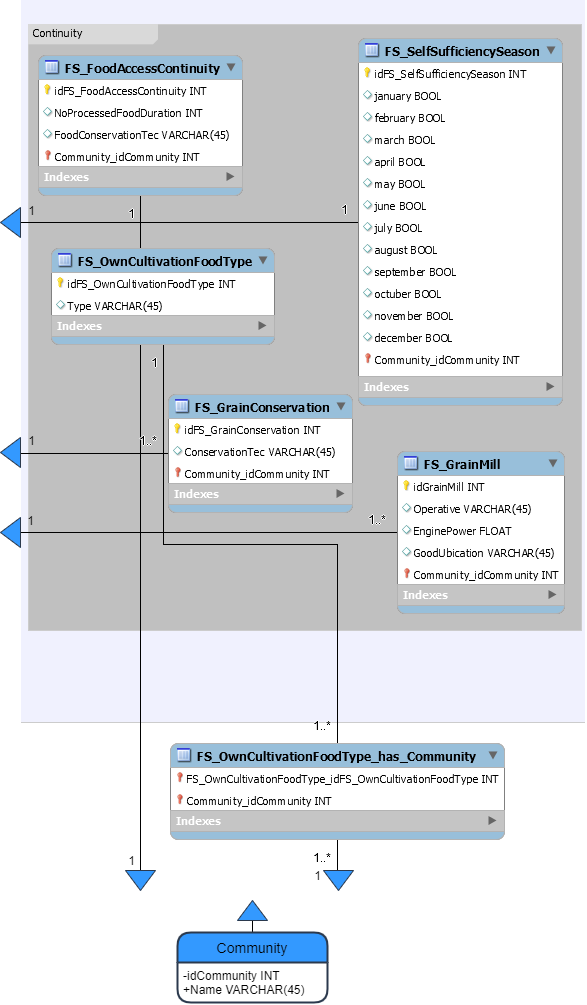 Continuity
FS_FoodAccessContinuity
idFS_FoodAccessContinuity INT
NoProcessedFoodDuration INT
FoodConservationTec VARCHAR(45)
Community_idCommunity INT
Indexes
FS_SelfSufficiencySeason
idFS_SelfSufficiencySeason INT
january BOOL
february BOOL
march BOOL
april BOOL
may BOOL
june BOOL
july BOOL
august BOOL
september BOOL
octuber BOOL
november BOOL
december BOOL
Community_idCommunity INT
Indexes
1
1
1
FS_OwnCultivationFoodType
idFS_OwnCultivationFoodType INT
Type VARCHAR(45)
Indexes
1
FS_GrainConservation
idFS_GrainConservation INT
ConservationTec VARCHAR(45)
Community_idCommunity INT
Indexes
1
1..*
FS_GrainMill
idGrainMill INT
Operative VARCHAR(45)
EnginePower FLOAT
GoodUbication VARCHAR(45)
Community_idCommunity INT
Indexes
1
1..*
1..*
FS_OwnCultivationFoodType_has_Community
FS_OwnCultivationFoodType_idFS_OwnCultivationFoodType INT
Community_idCommunity INT
Indexes
1
1..*
1
Community
-idCommunity INT
+Name VARCHAR(45)